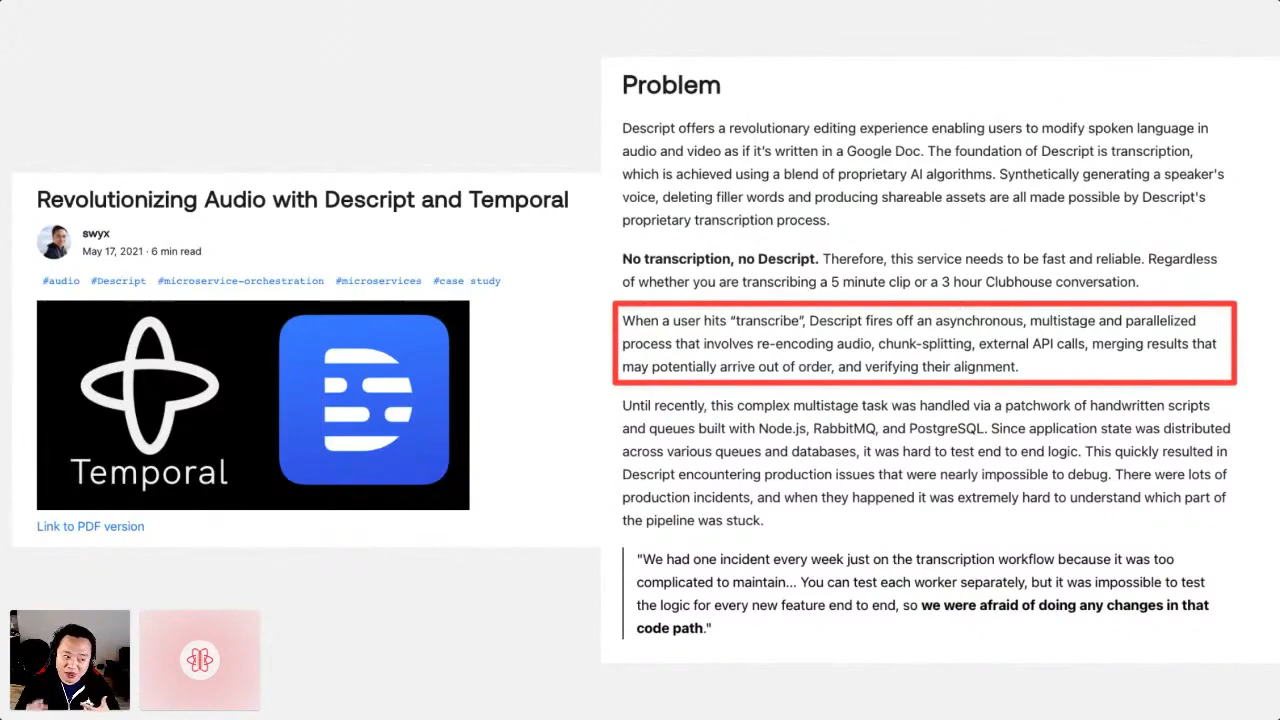 Revolutionizing Audio with Descript and Temporal
swyx
May 17, 2021 · 6 min read
#audio #Descript #microservice-orchestration #microservices #case study
Temporal
Link to PDF version
Problem
Descript offers a revolutionary editing experience enabling users to modify spoken language in
audio and video as if it's written in a Google Doc. The foundation of Descript is transcription,
which is achieved using a blend of proprietary AI algorithms. Synthetically generating a speaker's
voice, deleting filler words and producing shareable assets are all made possible by Descript's
proprietary transcription process.
No transcription, no Descript. Therefore, this service needs to be fast and reliable. Regardless
of whether you are transcribing a 5 minute clip or a 3 hour Clubhouse conversation.
When a user hits “transcribe”, Descript fires off an asynchronous, multistage and parallelized
process that involves re-encoding audio, chunk-splitting, external API calls, merging results that
may potentially arrive out of order, and verifying their alignment.
Until recently, this complex multistage task was handled via a patchwork of handwritten scripts
and queues built with Node.js, RabbitMQ, and PostgreSQL. Since application state was distributed
across various queues and databases, it was hard to test end to end logic. This quickly resulted in
Descript encountering production issues that were nearly impossible to debug. There were lots of
production incidents, and when they happened it was extremely hard to understand which part of
the pipeline was stuck.
"We had one incident every week just on the transcription workflow because it was too
complicated to maintain... You can test each worker separately, but it was impossible to test
the logic for every new feature end to end, so we were afraid of doing any changes in that
code path."